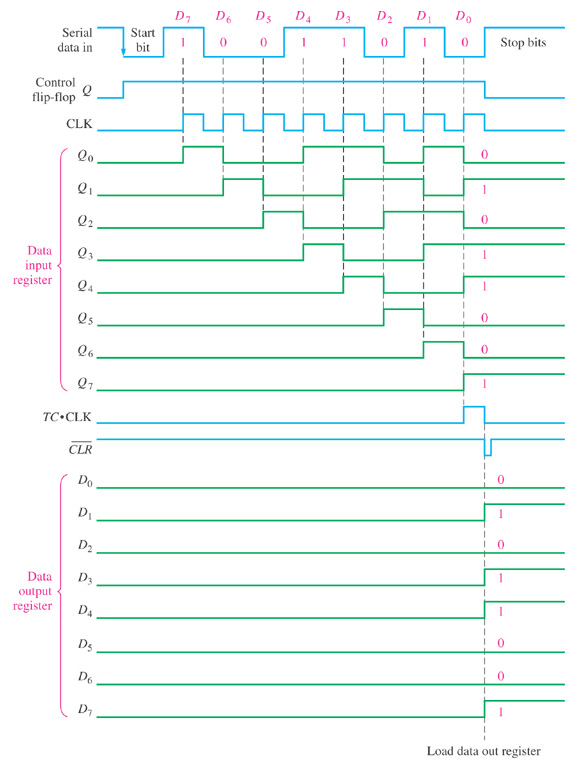 D7 D6 D5 D4 D3 D2 D1 D0
Serial
data in
Start
bit
1 0 0 1 1 0 1 0
Stop bits
Control
flip-flop
Q
CLK
Q0 0
Q1 1
Q2 0
Data
input
register
Q3 1
Q4 1
Q5 0
Q6 0
Q7 1
TC•CLK
CLR
D0 0
D1 1
D2 0
Data
output
register
D3 1
D4 1
D5 0
D6 0
D7 1
Load data out register